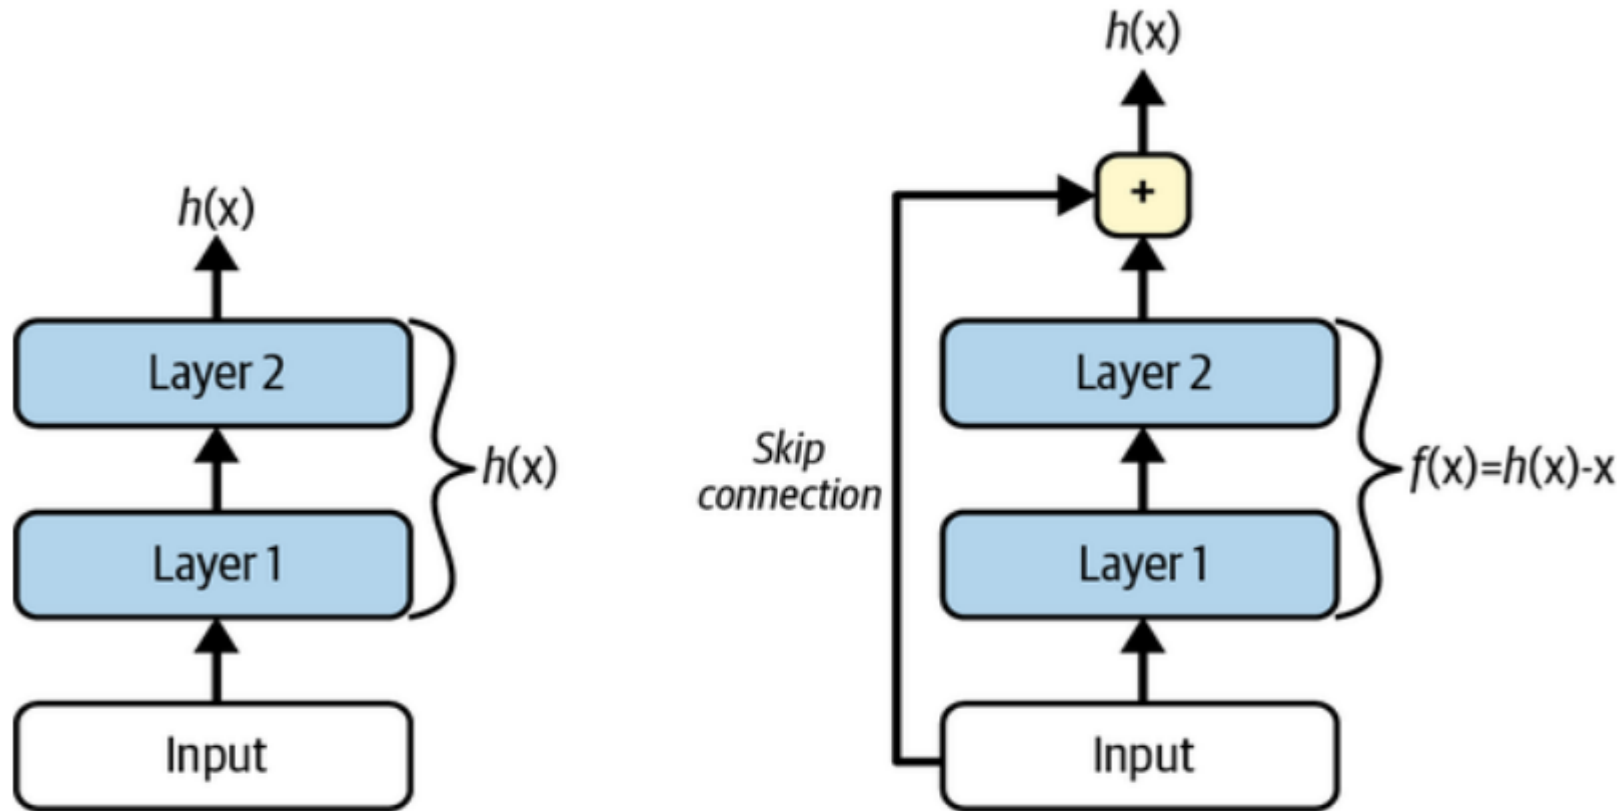 h(x)
Layer 2
h(x)
Layer 1
Input
h(x)
+
Layer 2
Skip
connection
f(x)=h(x)-x
Layer 1
Input